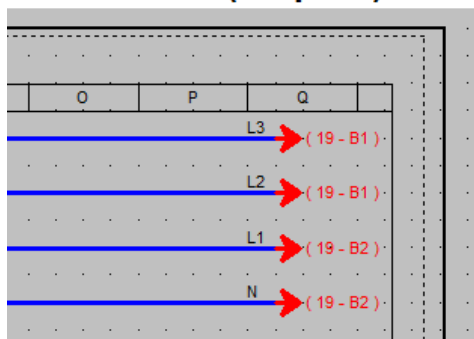 O P Q
L3 ( 19 - B1 )
L2 ( 19 - B1 )
L1 ( 19 - B2 )
N ( 19 - B2 )